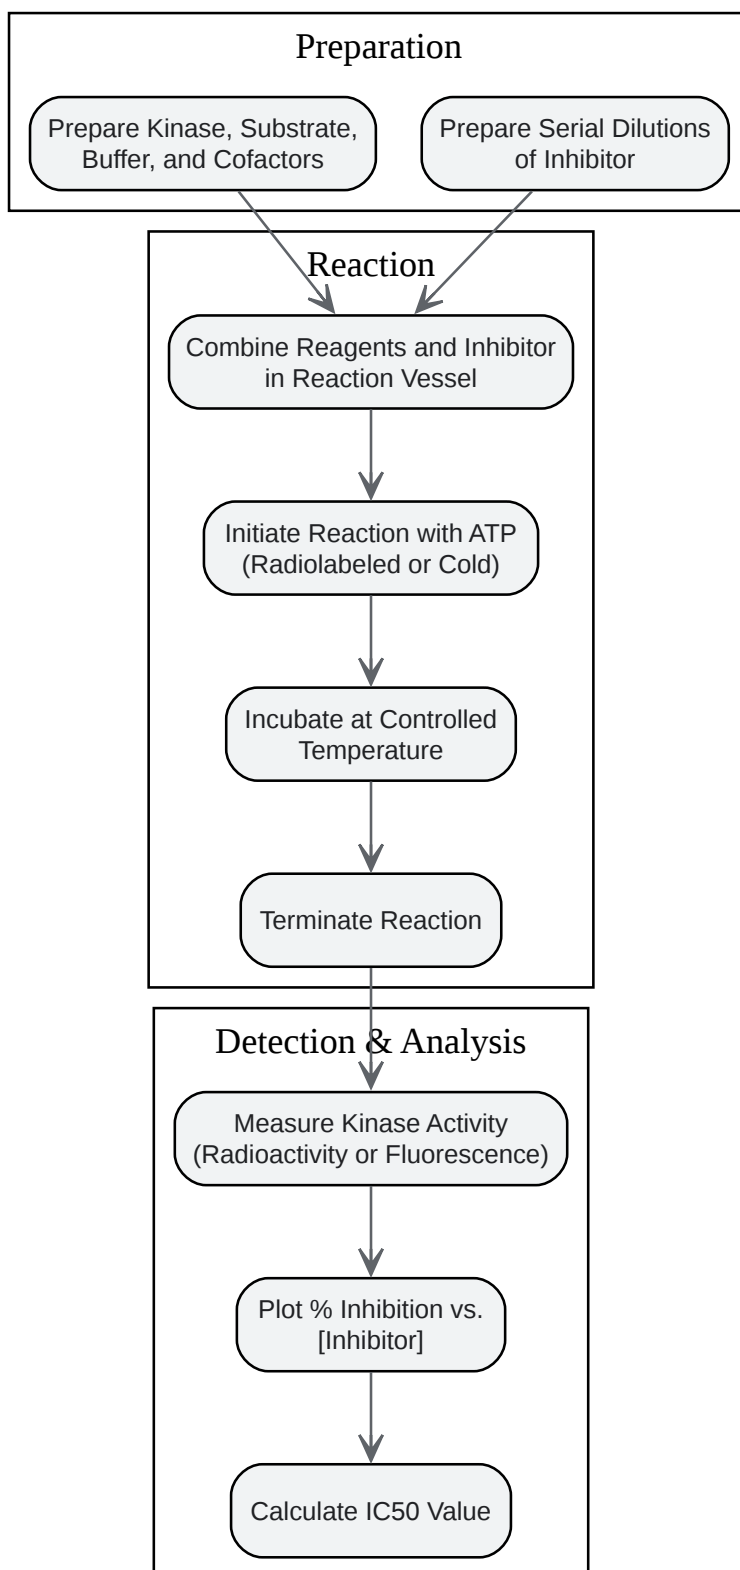 Preparation
Prepare Kinase, Substrate,
Buffer, and Cofactors
Prepare Serial Dilutions
of Inhibitor
Reaction
Combine Reagents and Inhibitor
in Reaction Vessel
Initiate Reaction with ATP
(Radiolabeled or Cold)
Incubate at Controlled
Temperature
Terminate Reaction
Detection & Analysis
Measure Kinase Activity
(Radioactivity or Fluorescence)
Plot % Inhibition vs.
[Inhibitor]
Calculate IC50 Value